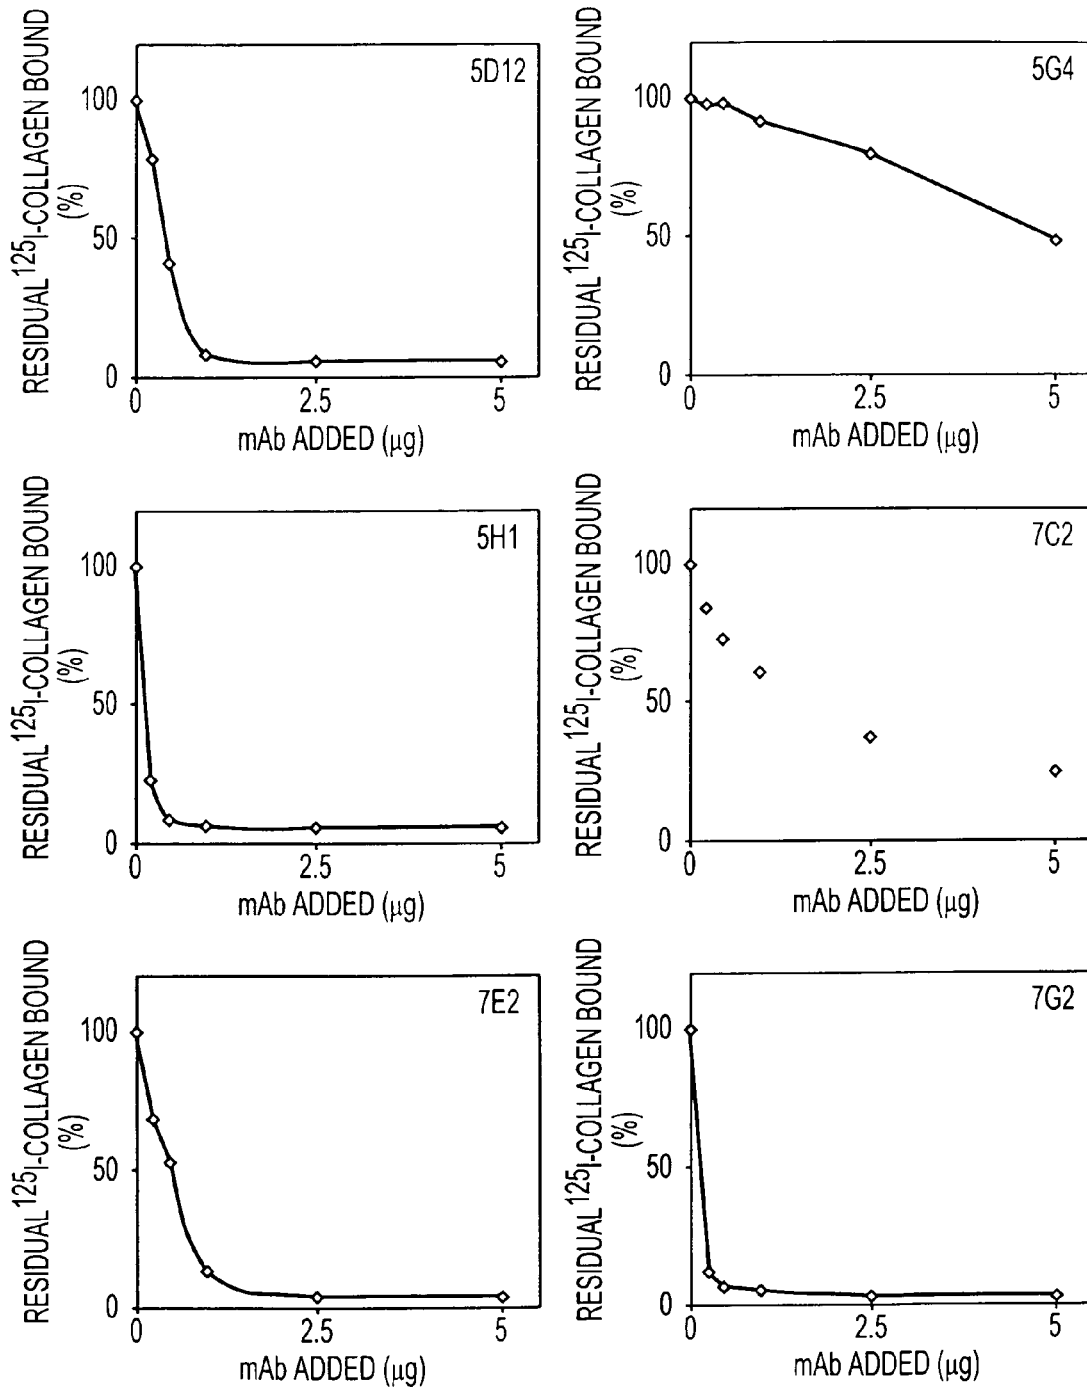 RESIDUAL 125I-COLLAGEN BOUND
(%)
5D12
100
50
0
0 2.5 5
mAb ADDED (μg)
RESIDUAL 125I-COLLAGEN BOUND
(%)
5G4
100
50
0
0 2.5 5
mAb ADDED (μg)
RESIDUAL 125I-COLLAGEN BOUND
(%)
5H1
100
50
0
0 2.5 5
mAb ADDED (μg)
RESIDUAL 125I-COLLAGEN BOUND
(%)
7C2
100
50
0
0 2.5 5
mAb ADDED (μg)
RESIDUAL 125I-COLLAGEN BOUND
(%)
7E2
100
50
0
0 2.5 5
mAb ADDED (μg)
RESIDUAL 125I-COLLAGEN BOUND
(%)
7G2
100
50
0
0 2.5 5
mAb ADDED (μg)